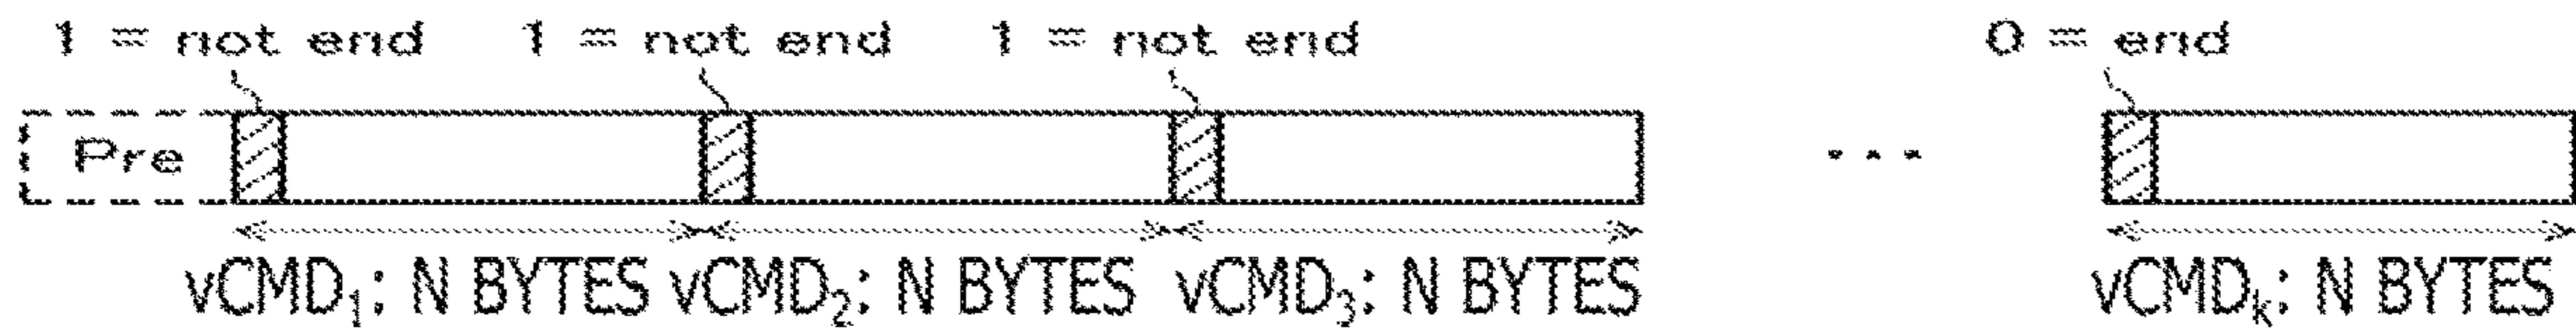 1 = not end 1 = not end 1 = not end 0 = end
Pre ...
vCMD₁: N BYTES vCMD₂: N BYTES vCMD₃: N BYTES vCMDₖ: N BYTES